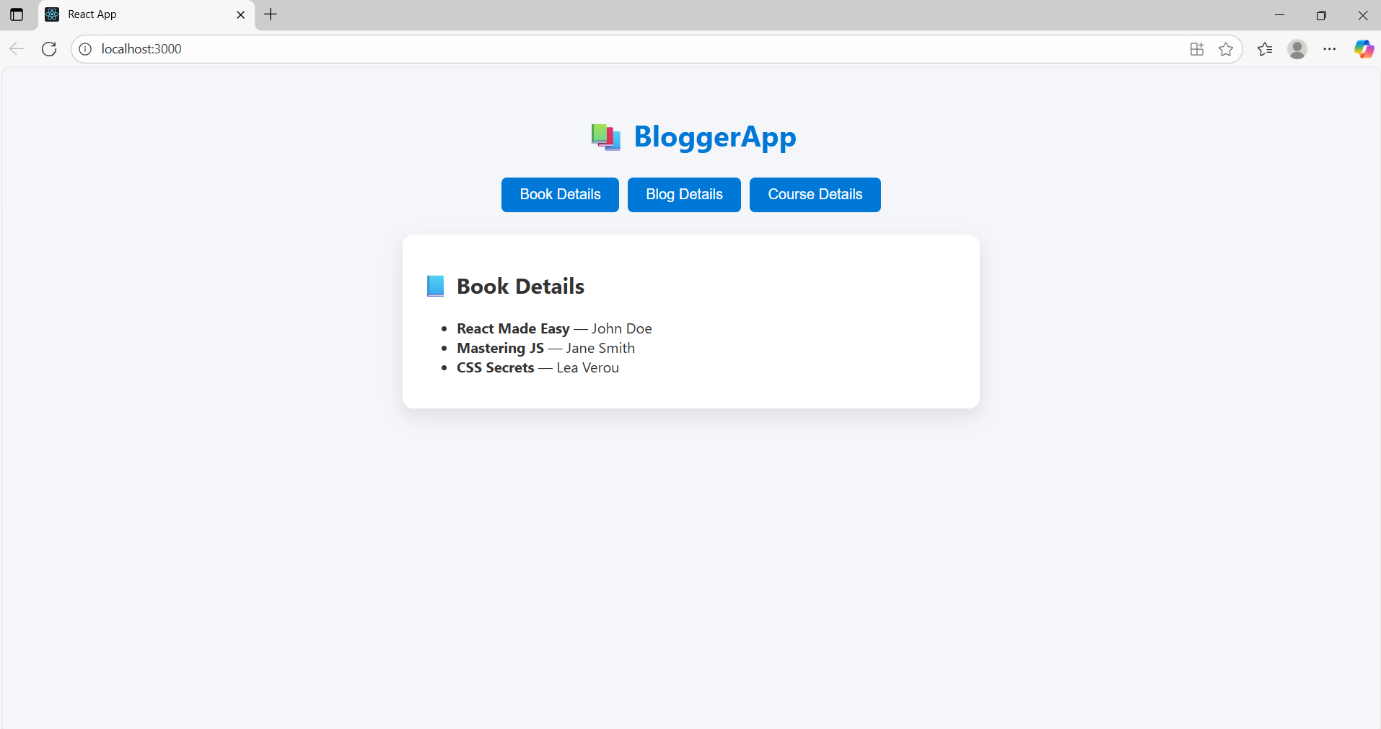 React App
localhost:3000
BloggerApp
Book Details Blog Details Course Details
Book Details
• React Made Easy — John Doe
• Mastering JS — Jane Smith
• CSS Secrets — Lea Verou